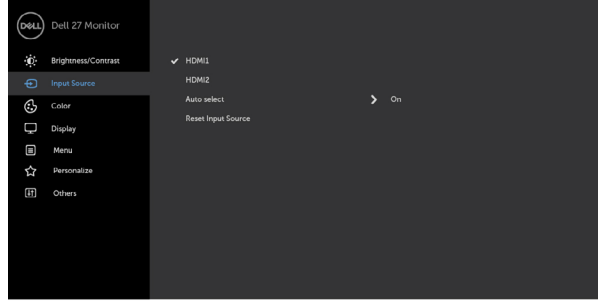 DELL Dell 27 Monitor
Brightness/Contrast
Input Source
Color
Display
Menu
Personalize
Others
HDMI1
HDMI2
Auto select On
Reset Input Source